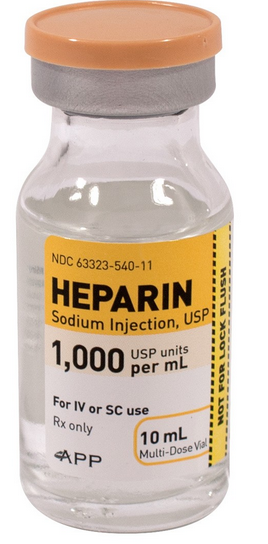 NDC 63323-540-11
HEPARIN
Sodium Injection, USP
1,000 USP units
per mL
For IV or SC use
Rx only
APP
10 mL
Multi-Dose Vial
NOT FOR LOCK FLUSH